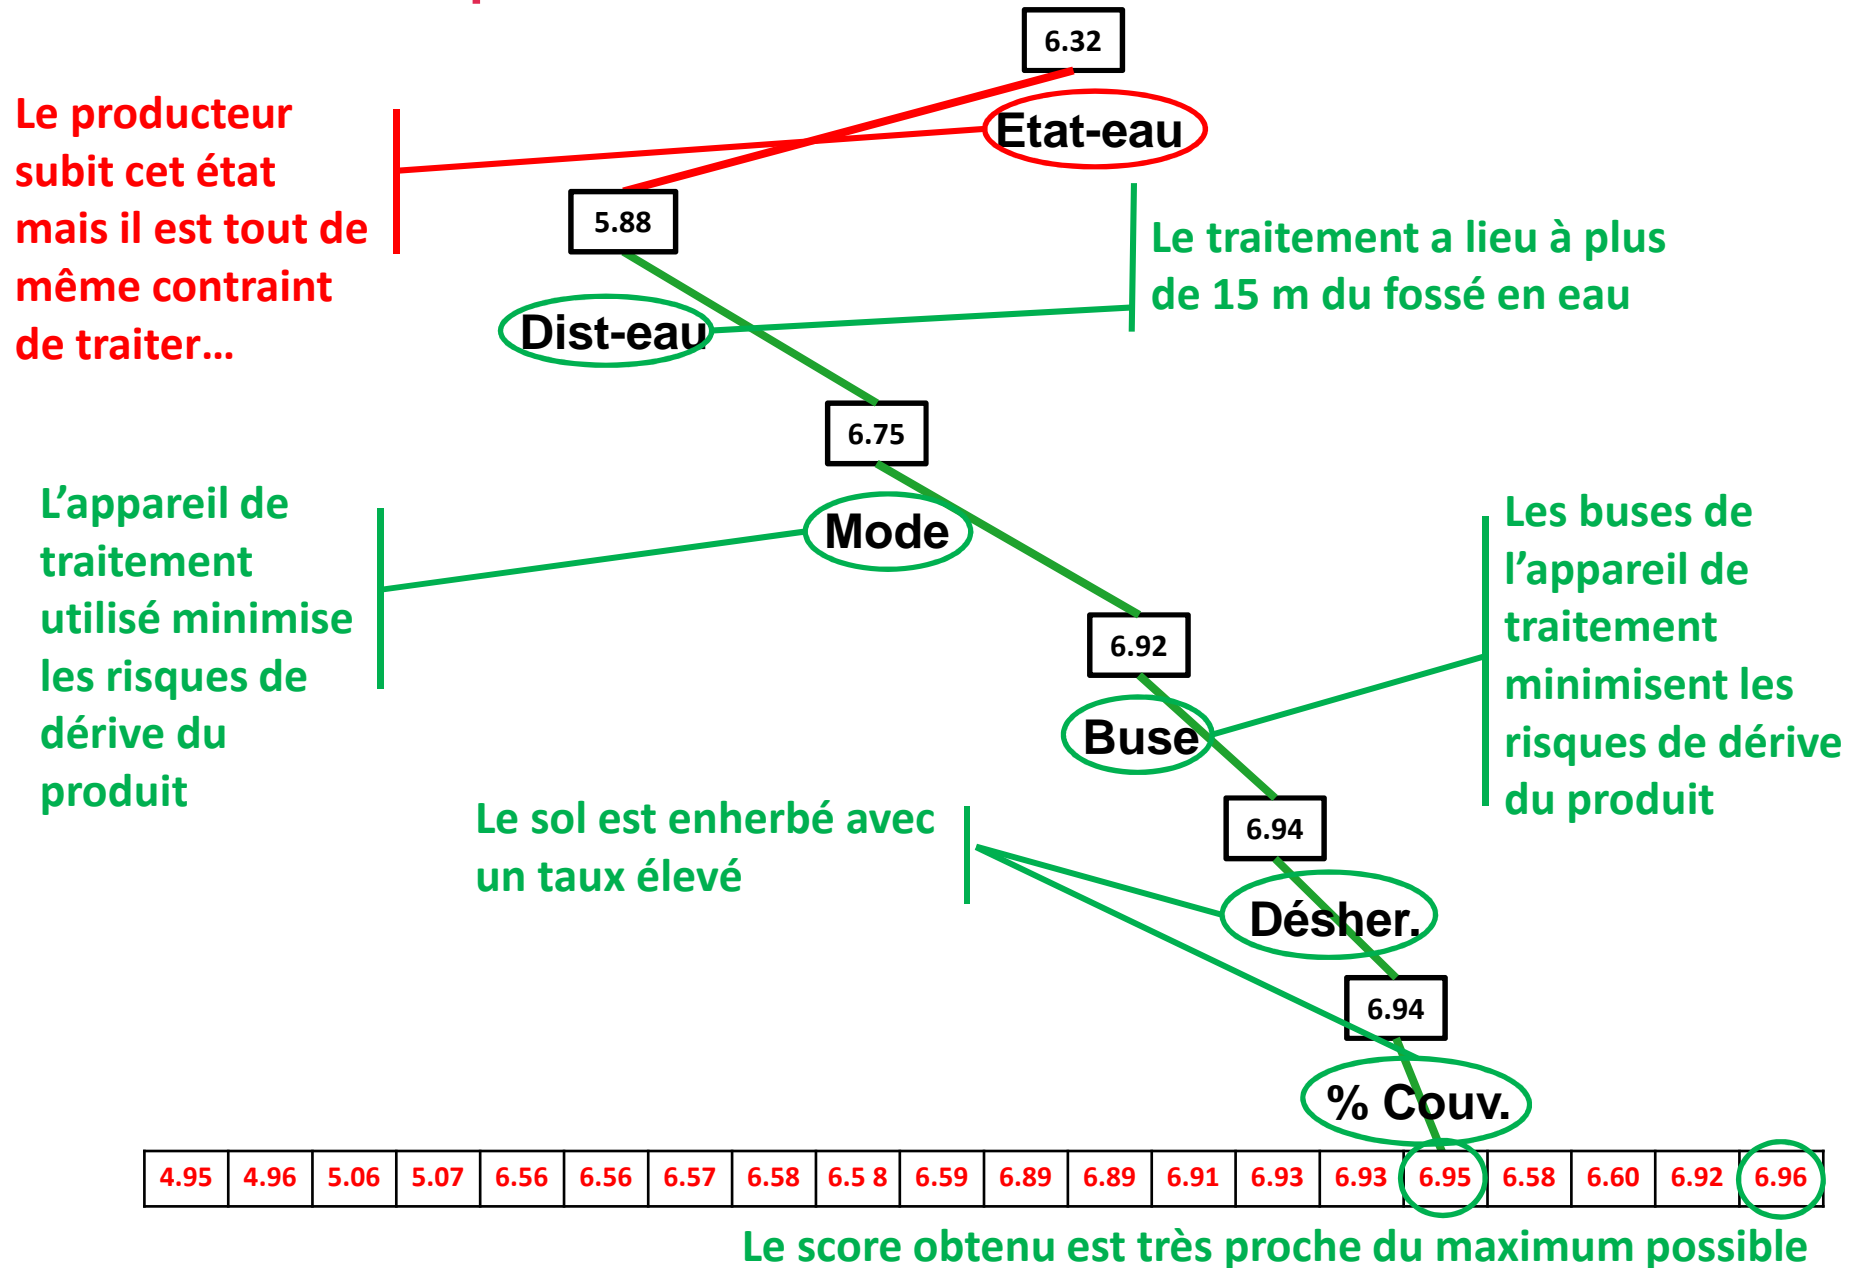 6.32
Le producteur
subit cet état
mais il est tout de
même contraint
de traiter…
Etat-eau
5.88
Le traitement a lieu à plus
de 15 m du fossé en eau
Dist-eau
6.75
L’appareil de
traitement
utilisé minimise
les risques de
dérive du
produit
Mode
Les buses de
l’appareil de
traitement
minimisent les
risques de dérive
du produit
6.92
Buse
Le sol est enherbé avec
un taux élevé
6.94
Désher.
6.94
% Couv.
4.95 4.96 5.06 5.07 6.56 6.56 6.57 6.58 6.5 8 6.59 6.89 6.89 6.91 6.93 6.93 6.95 6.58 6.60 6.92 6.96
Le score obtenu est très proche du maximum possible